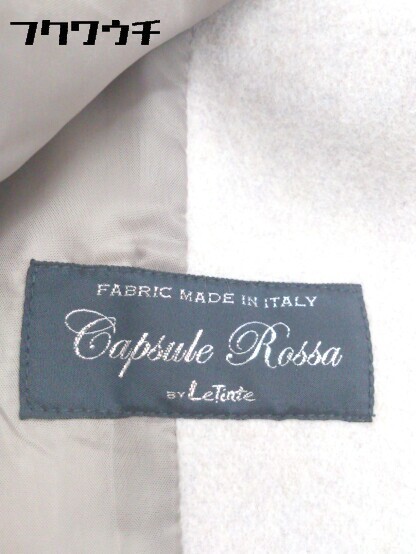 フクワウチ
FABRIC MADE IN ITALY
Capsule Rossa
BY LeTinte